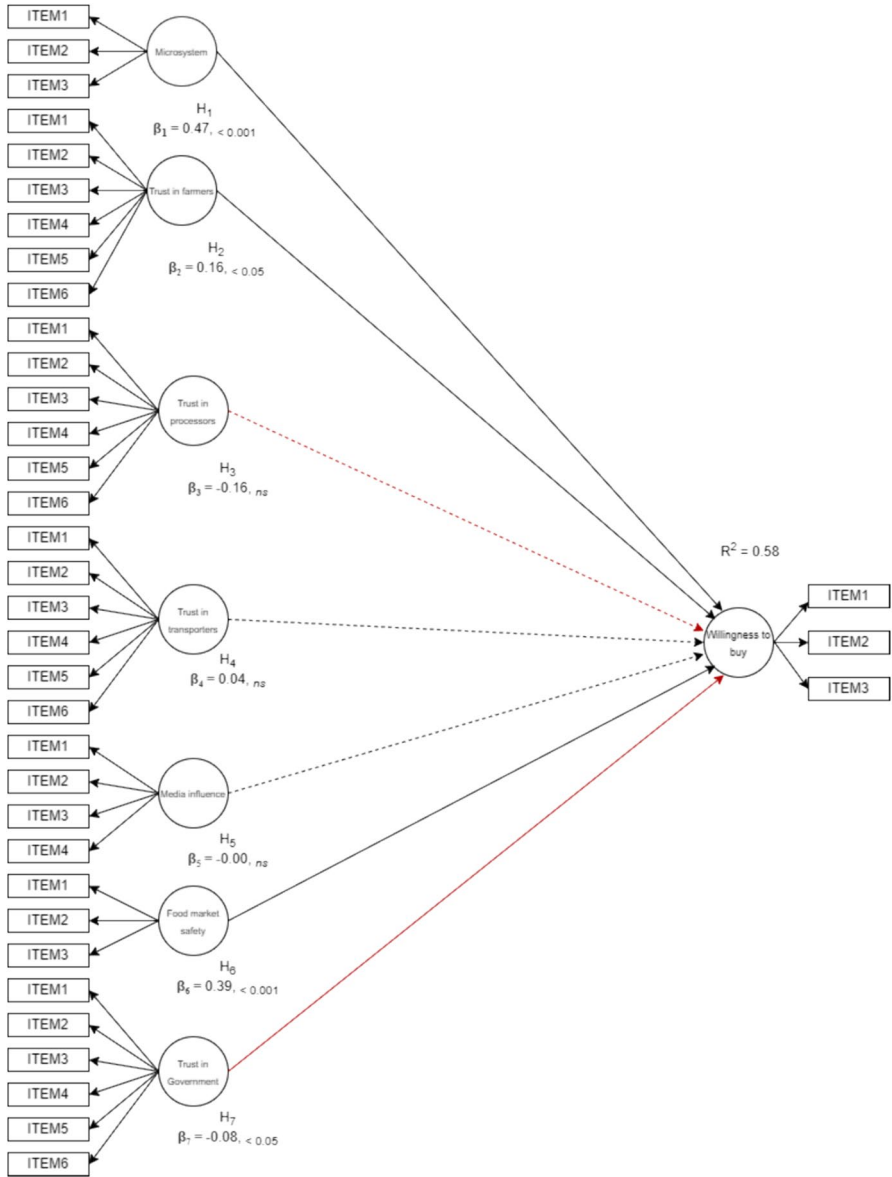 ITEM1
ITEM2
ITEM3
Microsystem
H1
β1 = 0.47, < 0.001
ITEM1
ITEM2
ITEM3
ITEM4
ITEM5
ITEM6
Trust in farmers
H2
β2 = 0.16, < 0.05
ITEM1
ITEM2
ITEM3
ITEM4
ITEM5
ITEM6
Trust in
processors
H3
β3 = -0.16, ns
ITEM1
ITEM2
ITEM3
ITEM4
ITEM5
ITEM6
Trust in
transporters
H4
β4 = 0.04, ns
ITEM1
ITEM2
ITEM3
ITEM4
Media influence
H5
β5 = -0.00, ns
ITEM1
ITEM2
ITEM3
Food market
safety
H6
β6 = 0.39, < 0.001
ITEM1
ITEM2
ITEM3
ITEM4
ITEM5
ITEM6
Trust in
Government
H7
β7 = -0.08, < 0.05
R2 = 0.58
Willingness to
buy
ITEM1
ITEM2
ITEM3